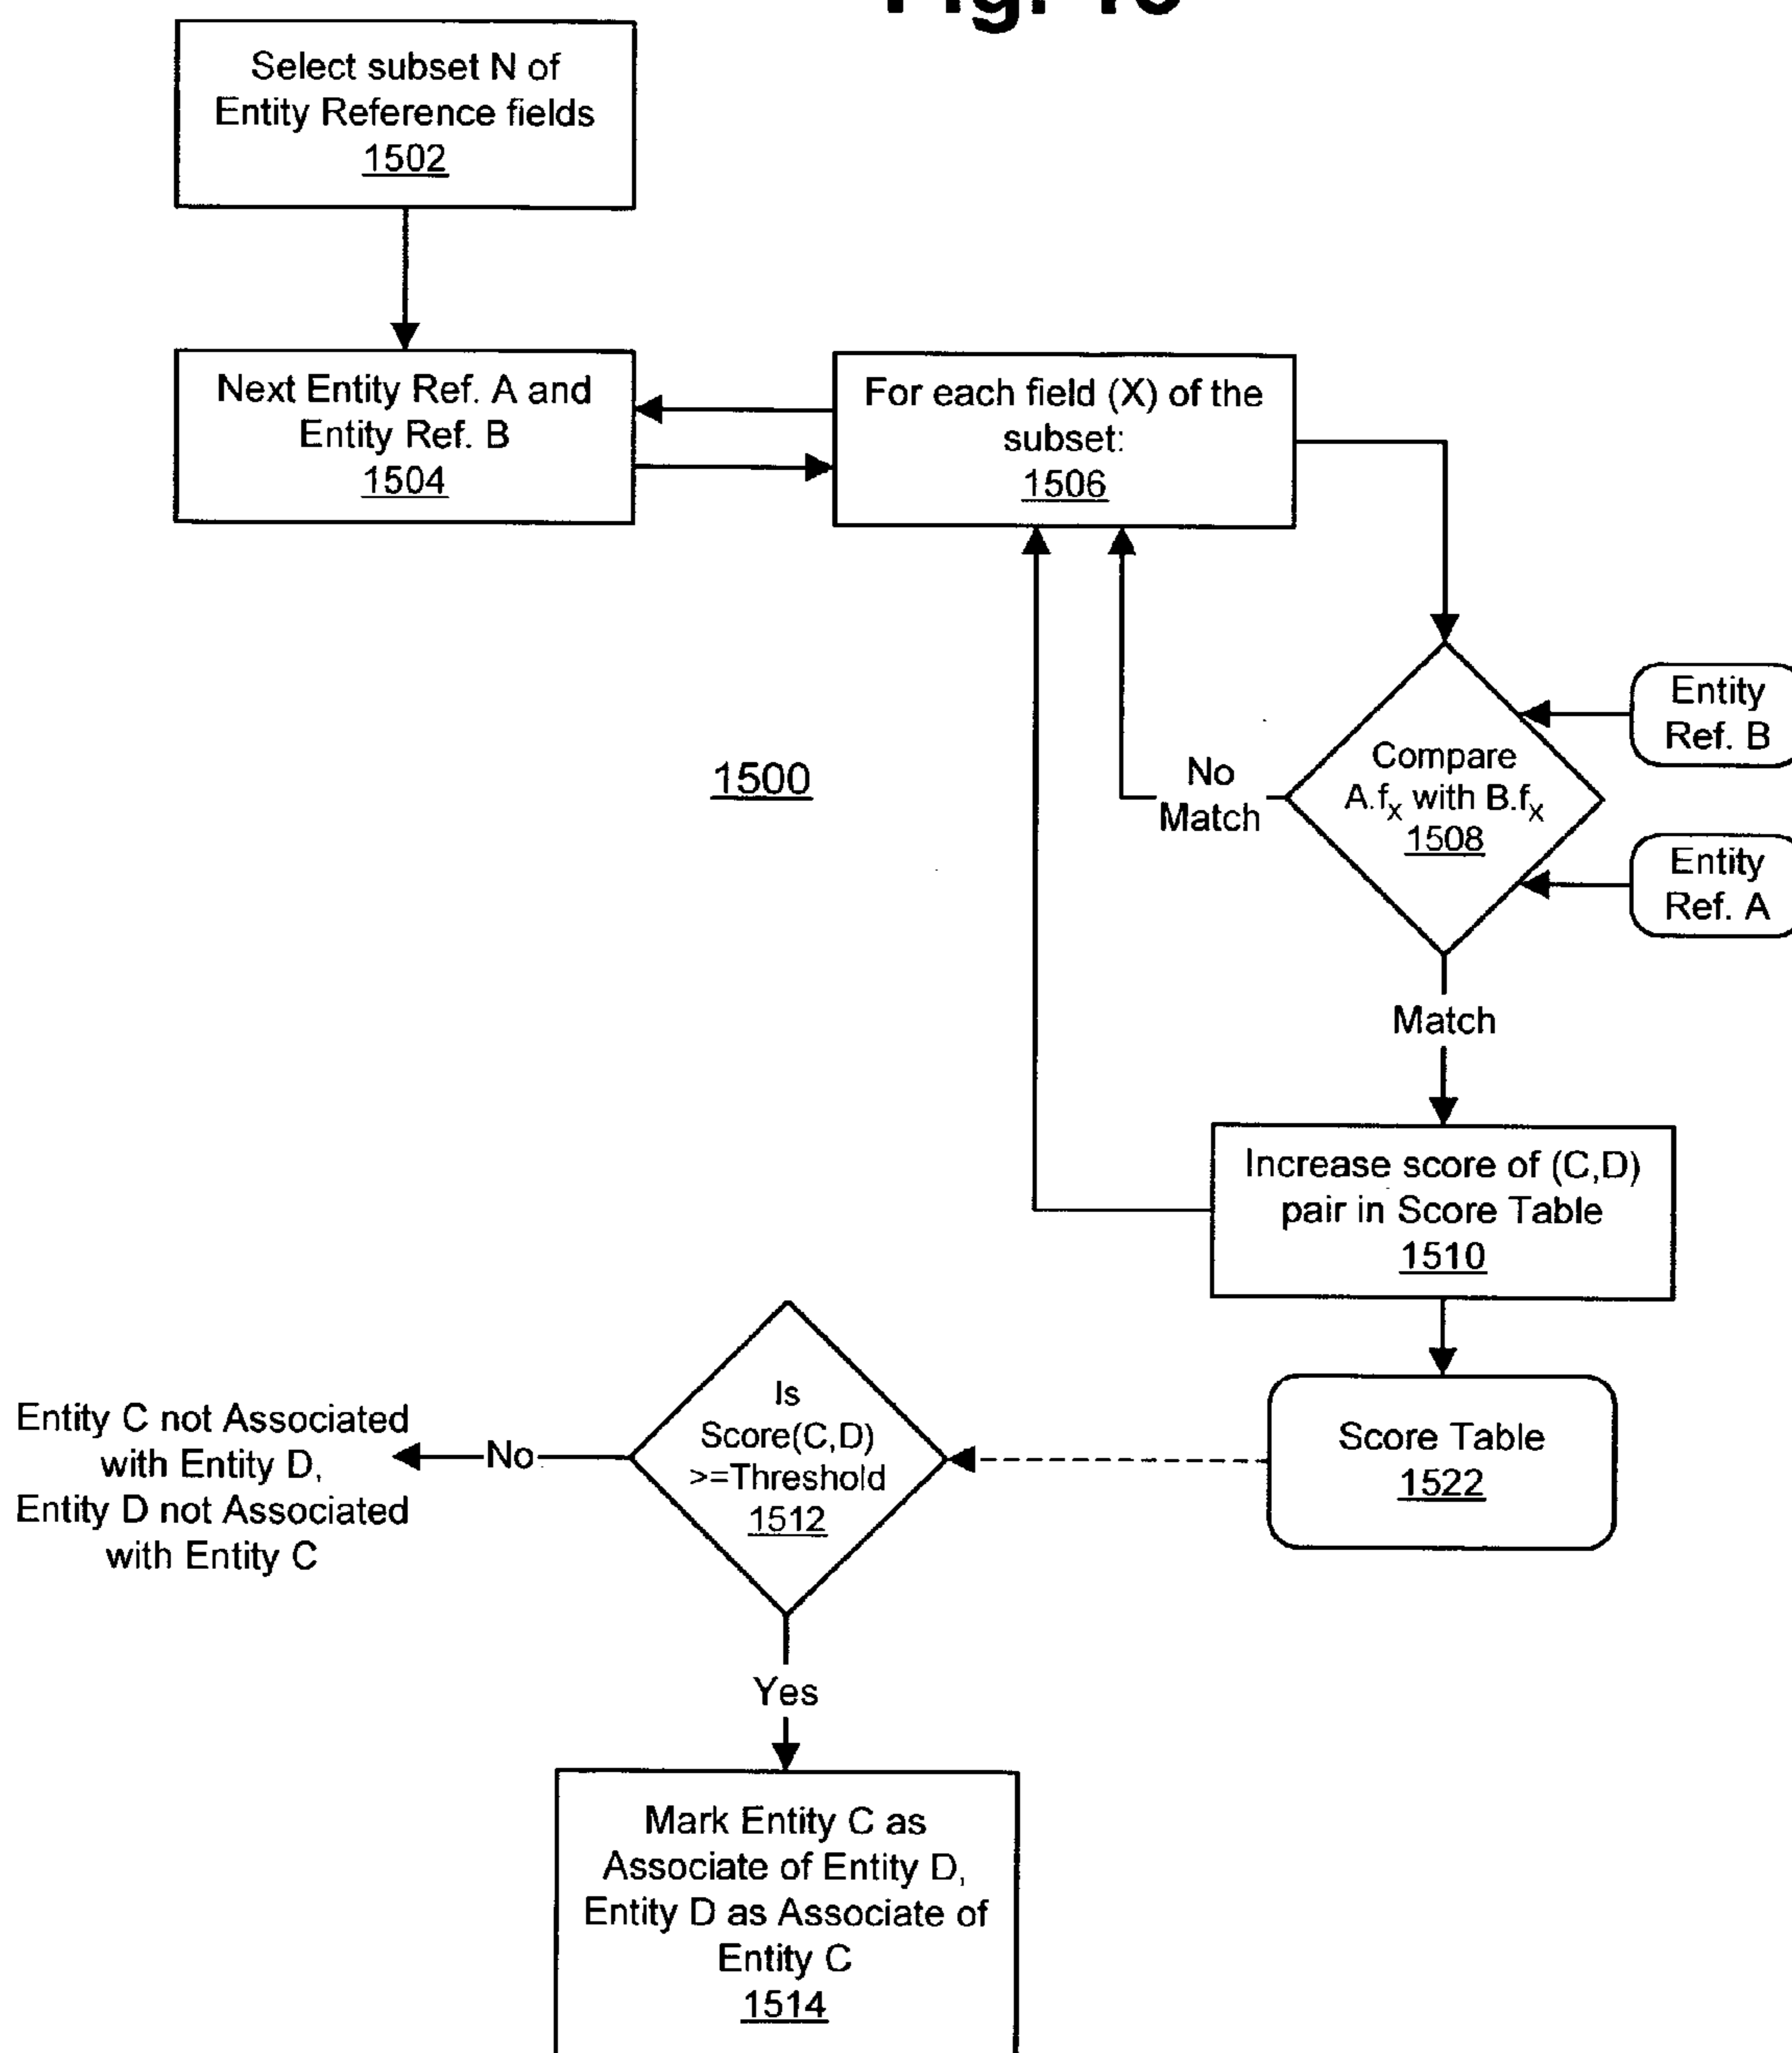 Select subset N of
Entity Reference fields
1502
Next Entity Ref. A and
Entity Ref. B
1504
For each field (X) of the
subset:
1506
Entity
Ref. B
Compare
A.fx with B.fx
1508
No
Match
1500
Entity
Ref. A
Match
Increase score of (C,D)
pair in Score Table
1510
Score Table
1522
Is
Score(C,D)
>=Threshold
1512
No
Entity C not Associated
with Entity D,
Entity D not Associated
with Entity C
Yes
Mark Entity C as
Associate of Entity D,
Entity D as Associate of
Entity C
1514